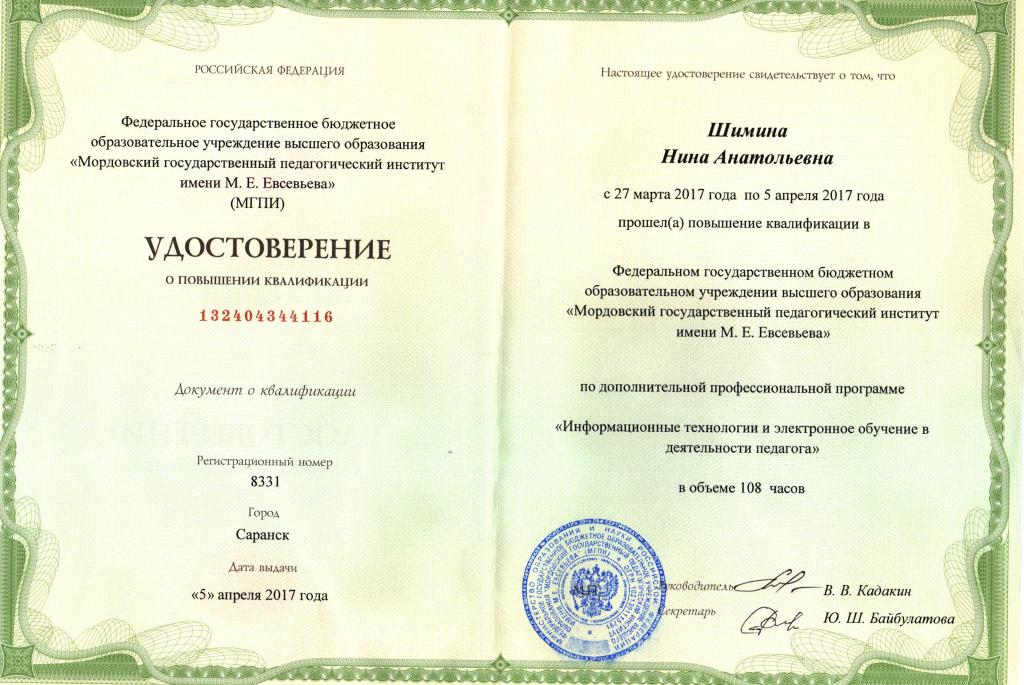 РОССИЙСКАЯ ФЕДЕРАЦИЯ
Федеральное государственное бюджетное
образовательное учреждение высшего образования
«Мордовский государственный педагогический институт
имени М. Е. Евсевьева»
(МГПИ)
УДОСТОВЕРЕНИЕ
О ПОВЫШЕНИИ КВАЛИФИКАЦИИ
132404344116
Документ о квалификации
Регистрационный номер
8331
Город
Саранск
Дата выдачи
«5» апреля 2017 года
Настоящее удостоверение свидетельствует о том, что
Шимина
Нина Анатольевна
с 27 марта 2017 года по 5 апреля 2017 года
прошел(а) повышение квалификации в
Федеральном государственном бюджетном
образовательном учреждении высшего образования
«Мордовский государственный педагогический институт
имени М. Е. Евсевьева»
по дополнительной профессиональной программе
«Информационные технологии и электронное обучение в
деятельности педагога»
в объеме 108 часов
М.П.
Руководитель В. В. Кадакин
Секретарь Ю. Ш. Байбулатова